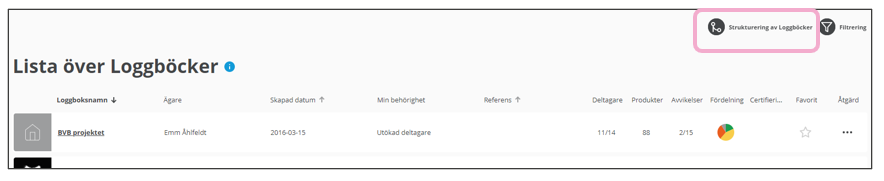 Strukturering av Loggböcker Filtrering
Lista över Loggböcker
Loggboksnamn Ägare Skapad datum Min behörighet Referens Deltagare Produkter Avvikelser Fördelning Certifieri... Favorit Åtgärd
BVB projektet Emm Åhlfeldt 2016-03-15 Utökad deltagare 11/14 88 2/15